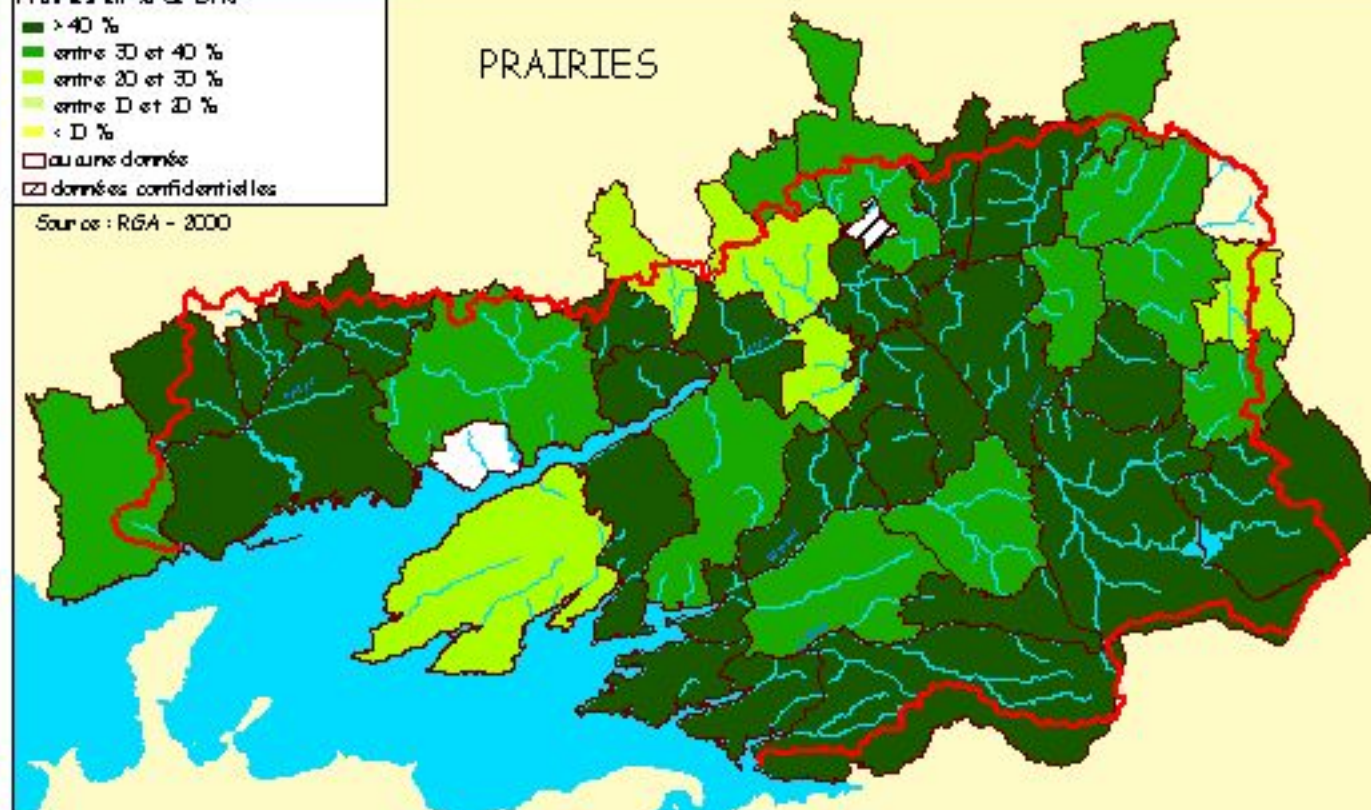 > 40 %
entre 30 et 40 %
entre 20 et 30 %
entre 10 et 20 %
< 10 %
aucune donnée
données confidentielles
Source : RGA - 2000
PRAIRIES